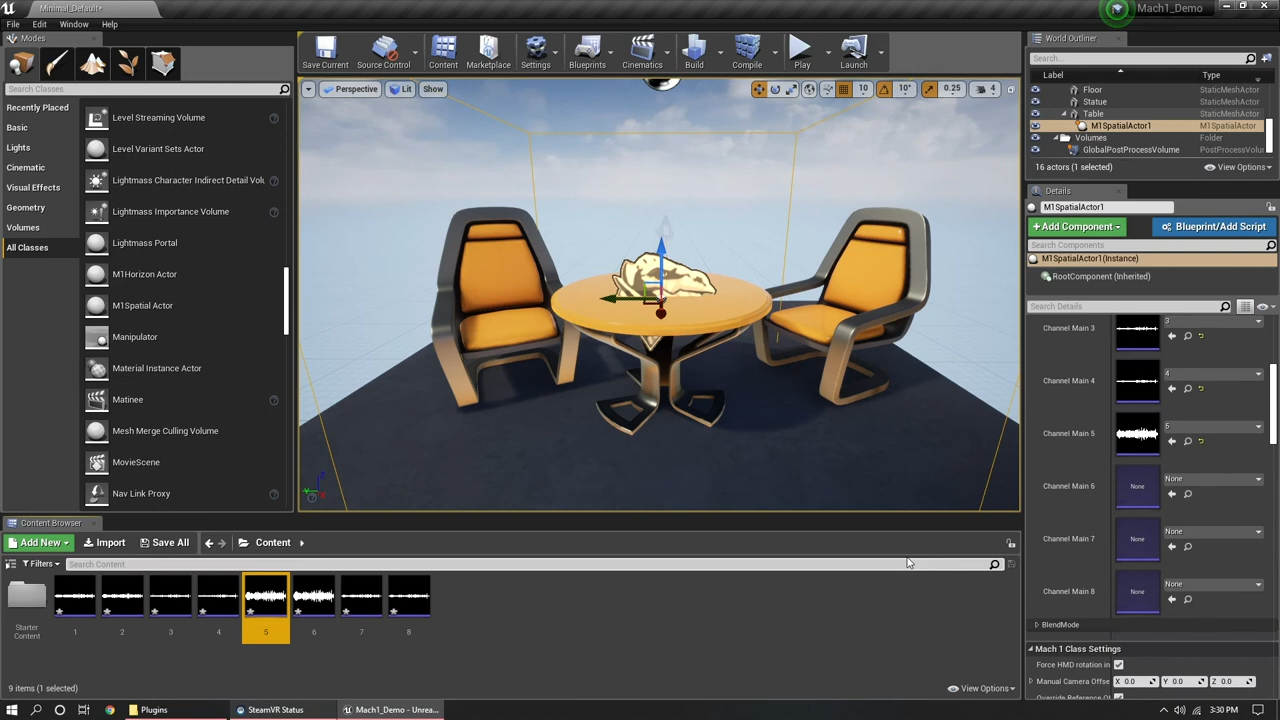 Minimal_Default*
Mach1_Demo
File Edit Window Help
Modes
Search Classes
Recently Placed
Basic
Lights
Cinematic
Visual Effects
Geometry
Volumes
All Classes
Level Streaming Volume
Level Variant Sets Actor
Lightmass Character Indirect Detail Volu
Lightmass Importance Volume
Lightmass Portal
M1Horizon Actor
M1Spatial Actor
Manipulator
Material Instance Actor
Matinee
Mesh Merge Culling Volume
MovieScene
Nav Link Proxy
Save Current Source Control Content Marketplace Settings Blueprints Cinematics Build Compile Play Launch
Perspective Lit Show 10 10° 0.25 4
World Outliner
Search...
Label Type
Floor StaticMeshActor
Statue StaticMeshActor
Table StaticMeshActor
M1SpatialActor1 M1SpatialActor
Volumes Folder
GlobalPostProcessVolume PostProcessVolu
16 actors (1 selected) View Options
Details
M1SpatialActor1
+Add Component Blueprint/Add Script
Search Components
M1SpatialActor1(Instance)
RootComponent (Inherited)
Search Details
Channel Main 3 3
Channel Main 4 4
Channel Main 5 5
Channel Main 6 None None
Channel Main 7 None None
Channel Main 8 None None
BlendMode
Mach 1 Class Settings
Force HMD rotation in
Manual Camera Offse X 0.0 Y 0.0 Z 0.0
Content Browser
Add New Import Save All Content
Filters Search Content
Starter Content
1 2 3 4 5 6 7 8
9 items (1 selected) View Options
Plugins SteamVR Status Mach1_Demo - Unrea...
3:30 PM